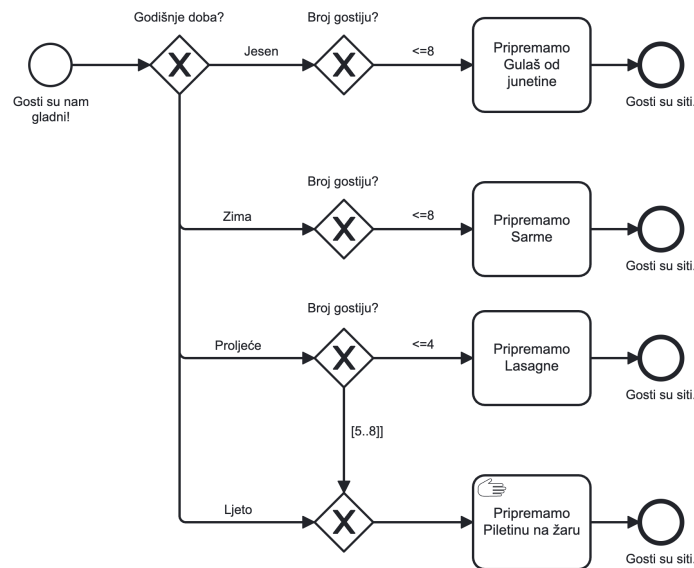 Godišnje doba?
Broj gostiju?
Jesen
<=8
Pripremamo
Gulaš od
junetine
Gosti su nam
gladni!
Gosti su siti.
Broj gostiju?
Zima
<=8
Pripremamo
Sarme
Gosti su siti.
Broj gostiju?
Proljeće
<=4
Pripremamo
Lasagne
Gosti su siti.
[5..8]]
Ljeto
Pripremamo
Piletinu na žaru
Gosti su siti.